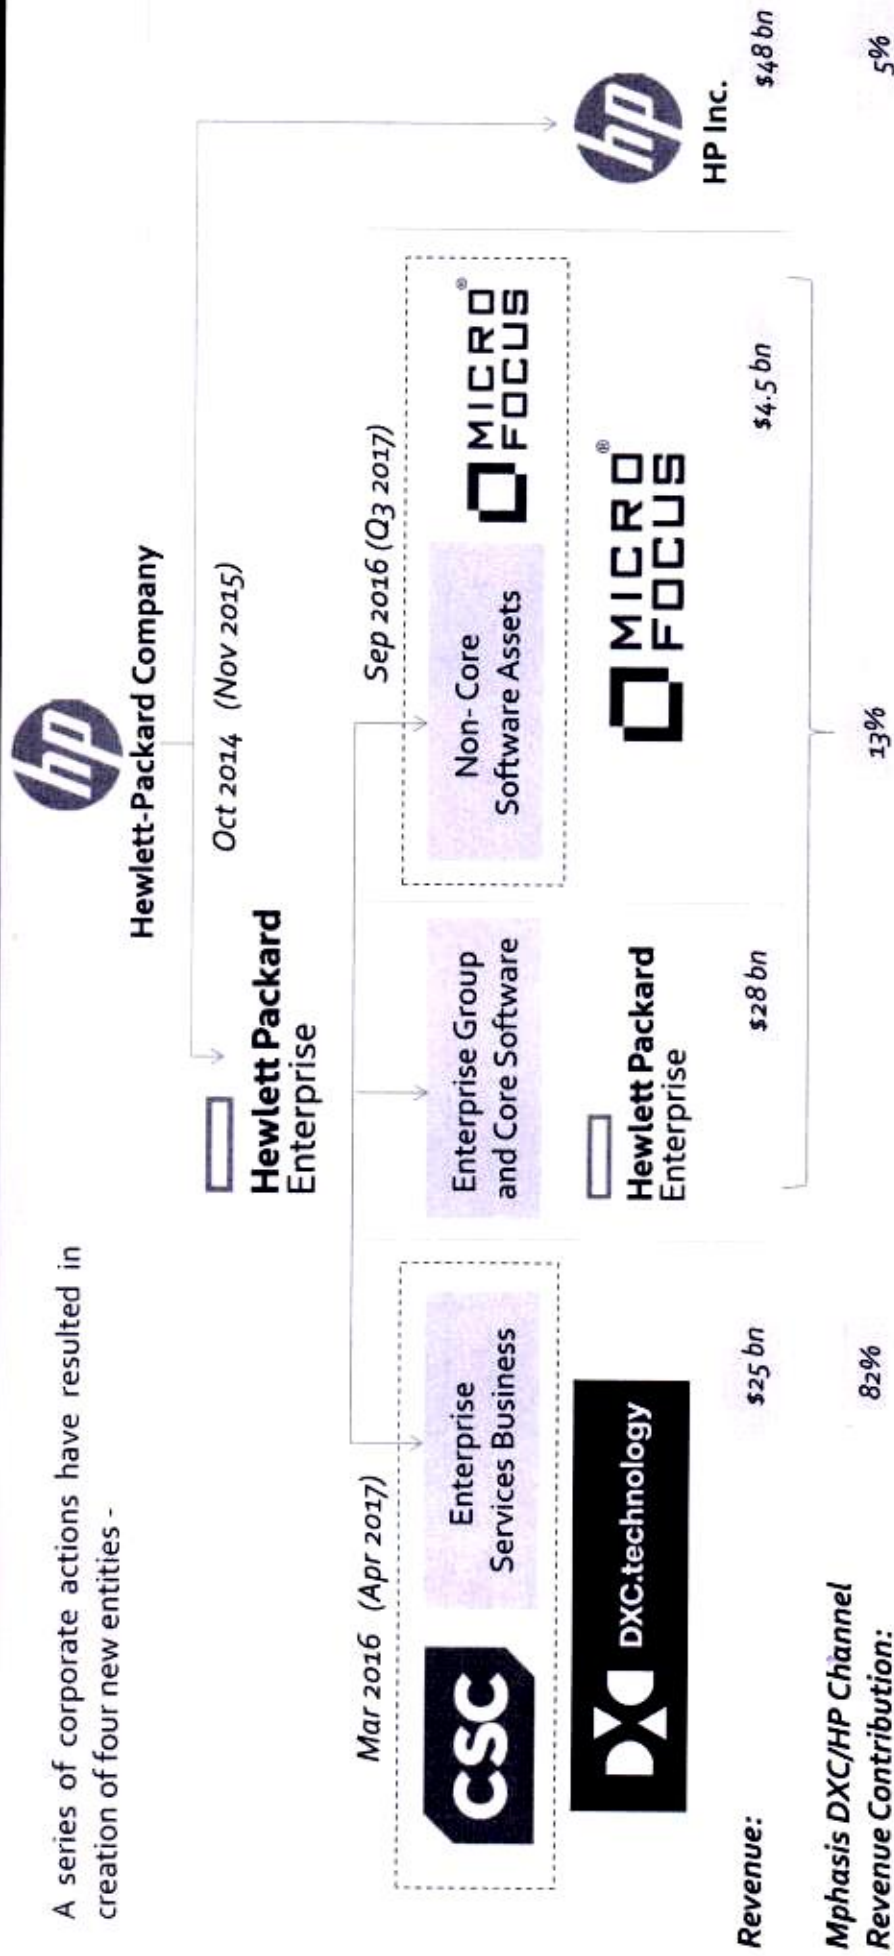 A series of corporate actions have resulted in
creation of four new entities -
hp
Hewlett-Packard Company
Oct 2014 (Nov 2015)
Hewlett Packard
Enterprise
Mar 2016 (Apr 2017)
Sep 2016 (Q3 2017)
CSC
Enterprise
Services Business
Enterprise Group
and Core Software
Non- Core
Software Assets
MICRO
FOCUS®
DXC.technology
Hewlett Packard
Enterprise
MICRO
FOCUS®
hp
HP Inc.
Revenue: $25 bn $28 bn $4.5 bn $48 bn
Mphasis DXC/HP Channel
Revenue Contribution: 82% 13% 5%